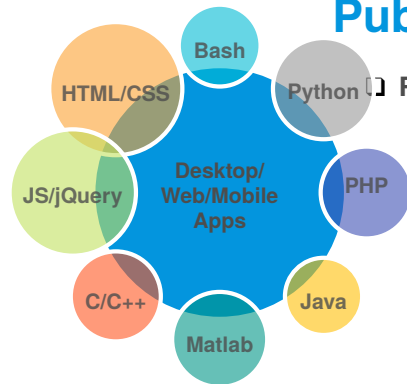 Pub
Bash
HTML/CSS
Python
JS/jQuery
Desktop/
Web/Mobile
Apps
PHP
C/C++
Java
Matlab